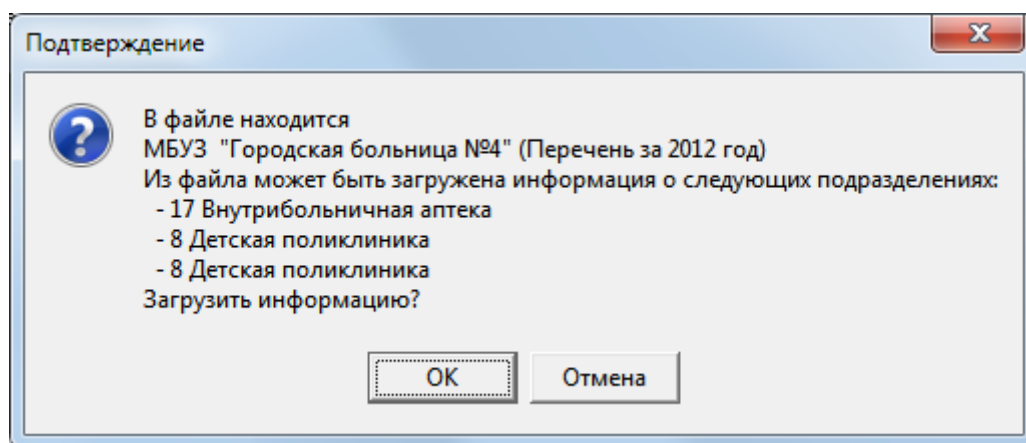 Подтверждение
В файле находится
МБУЗ  "Городская больница №4" (Перечень за 2012 год)
Из файла может быть загружена информация о следующих подразделениях:
- 17 Внутрибольничная аптека
- 8 Детская поликлиника
- 8 Детская поликлиника
Загрузить информацию?
OK
Отмена